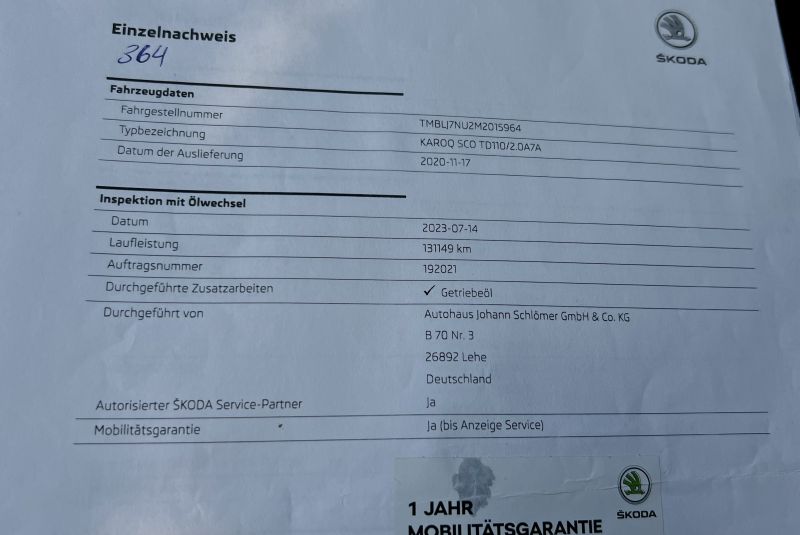 Einzelnachweis
364
ŠKODA
Fahrzeugdaten
Fahrgestellnummer TMBLJ7NU2M2015964
Typbezeichnung KAROQ SCO TD110/2.0A7A
Datum der Auslieferung 2020-11-17
Inspektion mit Ölwechsel
Datum 2023-07-14
Laufleistung 131149 km
Auftragsnummer 192021
Durchgeführte Zusatzarbeiten ✓ Getriebeöl
Durchgeführt von Autohaus Johann Schlömer GmbH & Co. KG
B 70 Nr. 3
26892 Lehe
Deutschland
Autorisierter ŠKODA Service-Partner Ja
Mobilitätsgarantie Ja (bis Anzeige Service)
1 JAHR
MOBILITÄTSGARANTIE
ŠKODA